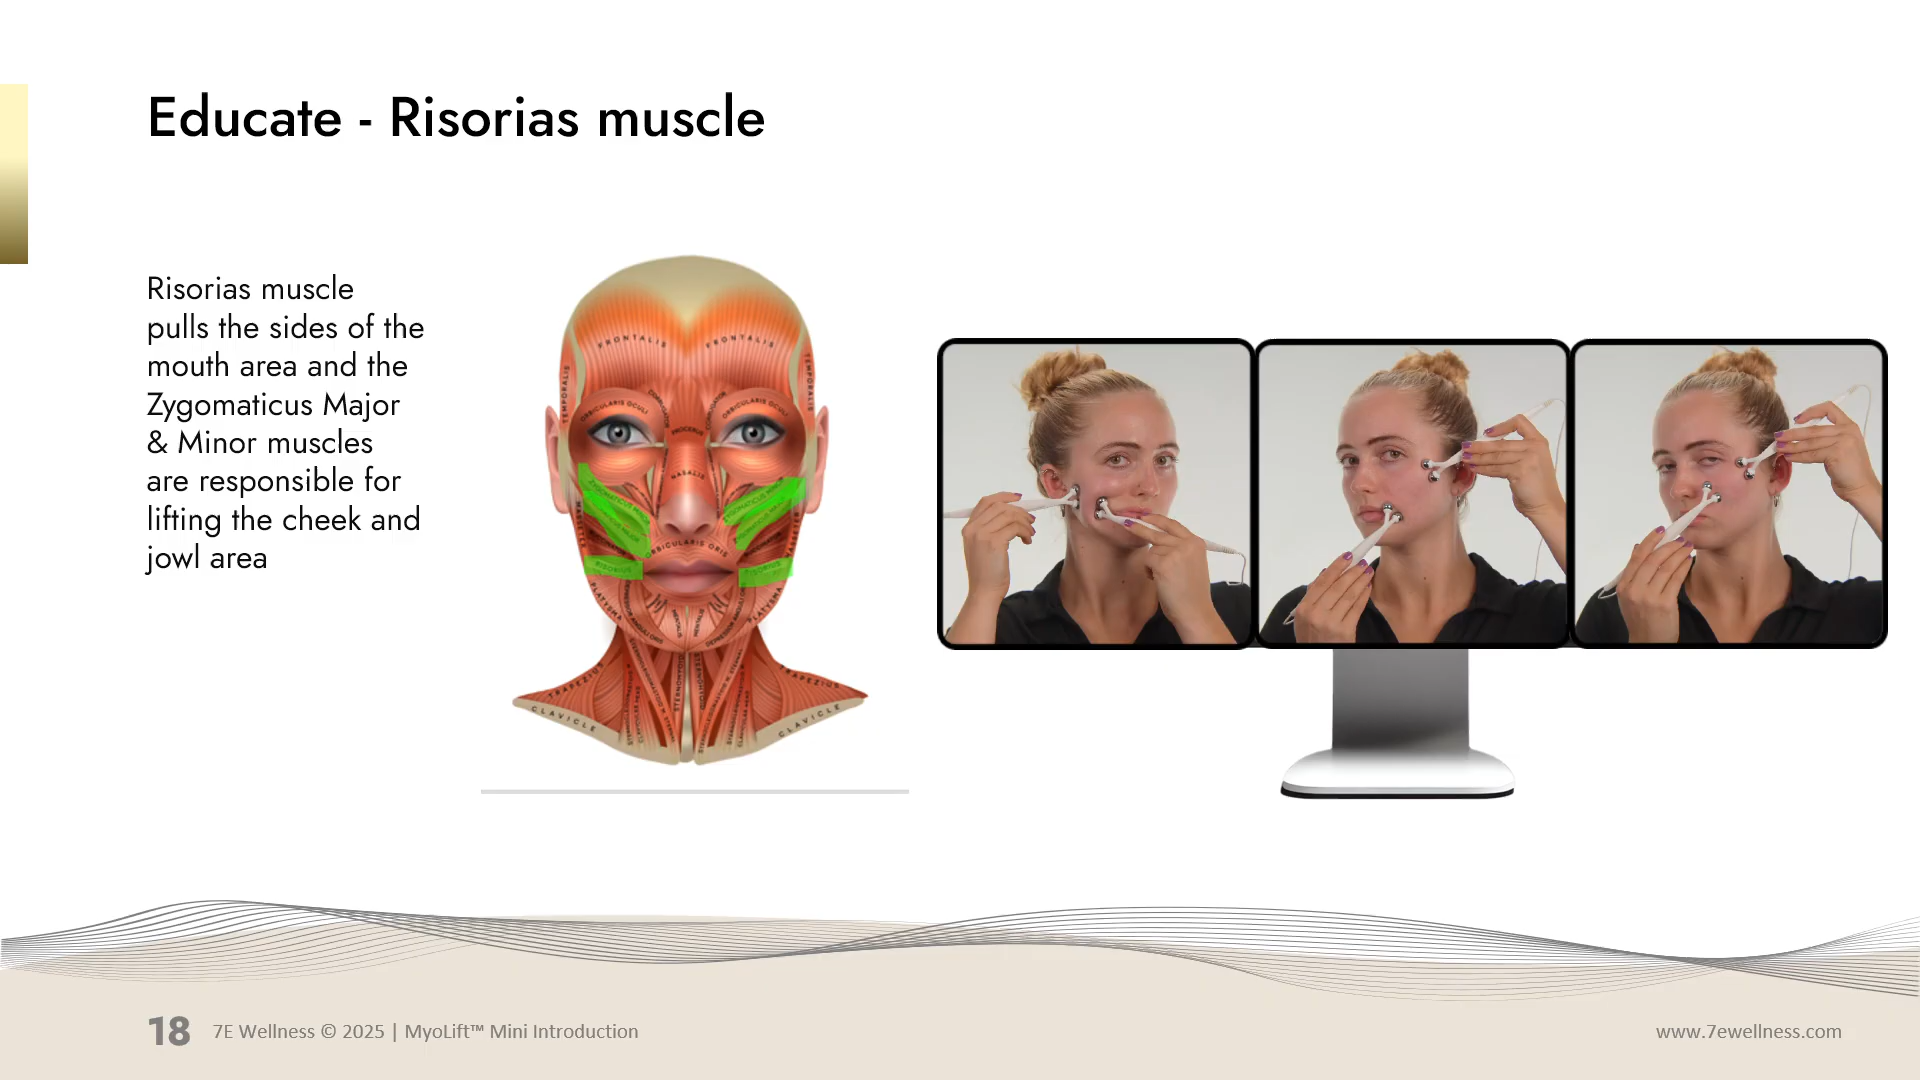 Educate - Risorias muscle
Risorias muscle
pulls the sides of the
mouth area and the
Zygomaticus Major
& Minor muscles
are responsible for
lifting the cheek and
jowl area
FRONTALIS FRONTALIS
TEMPORALIS TEMPORALIS
ORBICULARIS OCULI ORBICULARIS OCULI
PROCERUS
NASALIS
ORBICULARIS ORIS
RISORIUS RISORIUS
PLATYSMA PLATYSMA
MENTALIS MENTALIS
TRAPEZIUS TRAPEZIUS
CLAVICLE CLAVICLE
18 7E Wellness © 2025 | MyoLift™ Mini Introduction
www.7ewellness.com